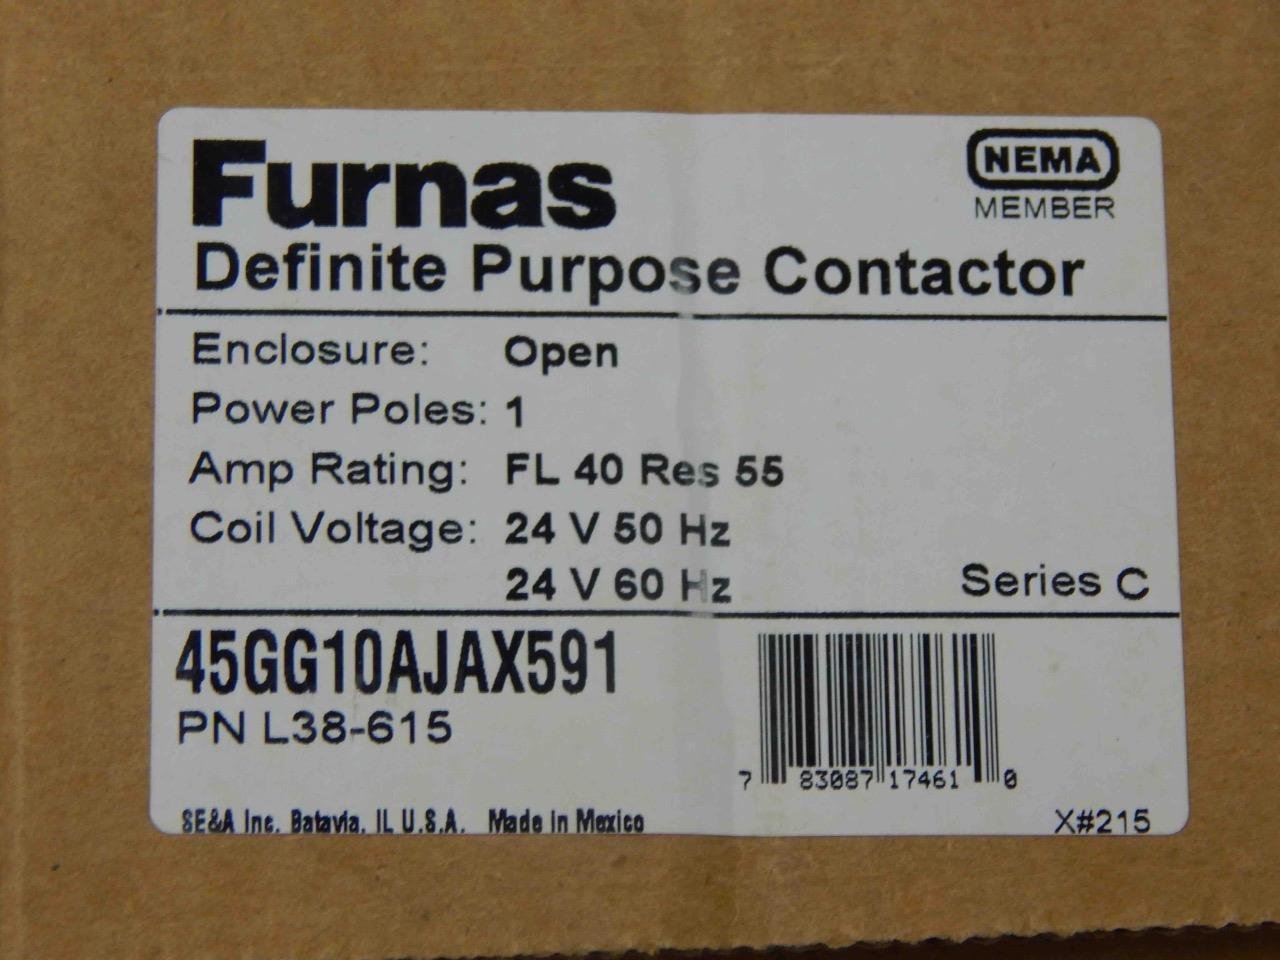 Furnas
NEMA
MEMBER
Definite Purpose Contactor
Enclosure: Open
Power Poles: 1
Amp Rating: FL 40 Res 55
Coil Voltage: 24 V 50 Hz
24 V 60 Hz
Series C
45GG10AJAX591
PN L38-615
7 83087 17461 0
SE&A Inc. Batavia, IL U.S.A. Made in Mexico
X#215